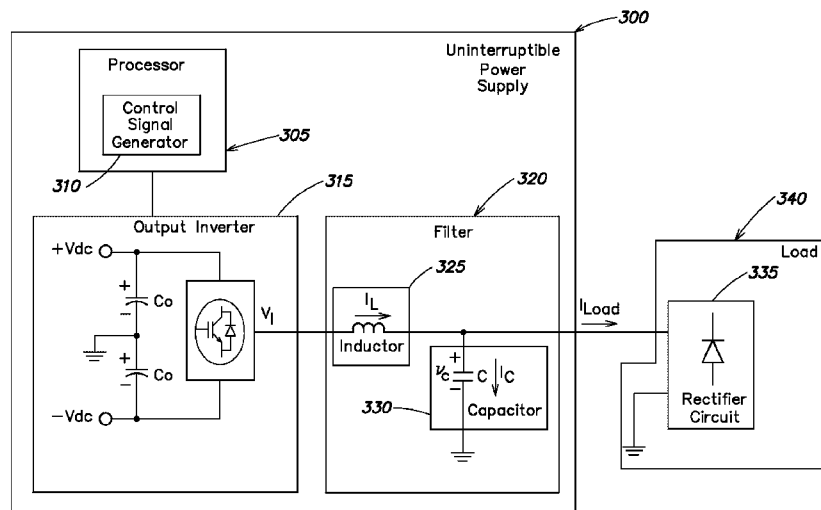 300
Uninterruptible
Power
Supply
Processor
Control
Signal
Generator
305
310
315
320
340
Output Inverter
Filter
Load
+Vdc
325
335
+
Co
-
V_I
I_L
Inductor
I_Load
+
Co
-
+
ν_c
C
I_C
-
Capacitor
330
Rectifier
Circuit
-Vdc